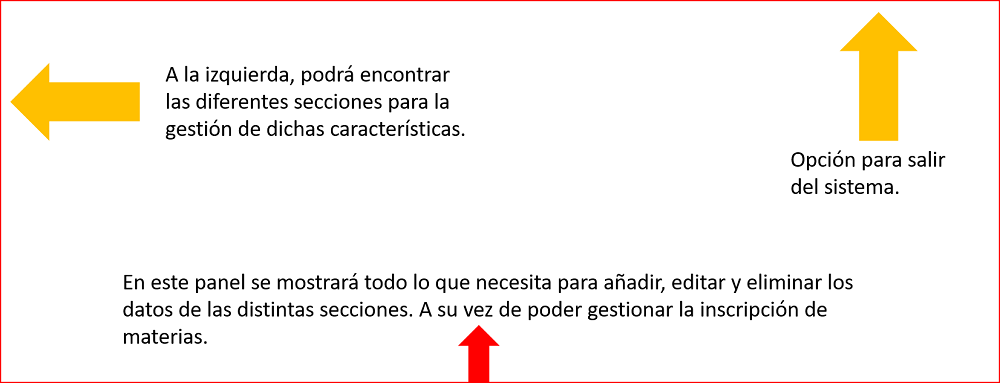 A la izquierda, podrá encontrar
las diferentes secciones para la
gestión de dichas características.
Opción para salir
del sistema.
En este panel se mostrará todo lo que necesita para añadir, editar y eliminar los
datos de las distintas secciones. A su vez de poder gestionar la inscripción de
materias.